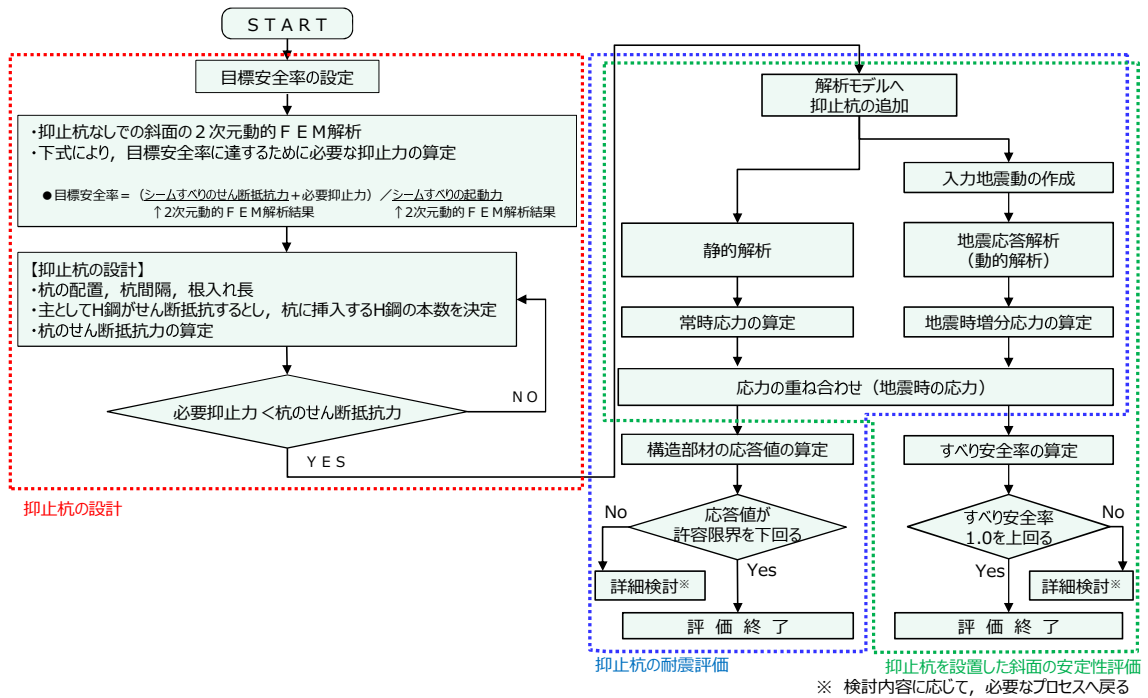 ＳＴＡＲＴ
目標安全率の設定
・抑止杭なしでの斜面の２次元動的ＦＥＭ解析
・下式により，目標安全率に達するために必要な抑止力の算定
●目標安全率＝（シームすべりのせん断抵抗力＋必要抑止力）／シームすべりの起動力
↑2次元動的ＦＥＭ解析結果 ↑2次元動的ＦＥＭ解析結果
【抑止杭の設計】
・杭の配置，杭間隔，根入れ長
・主としてH鋼がせん断抵抗するとし，杭に挿入するH鋼の本数を決定
・杭のせん断抵抗力の算定
必要抑止力＜杭のせん断抵抗力
ＮＯ
ＹＥＳ
抑止杭の設計
解析モデルへ
抑止杭の追加
入力地震動の作成
静的解析
地震応答解析
（動的解析）
常時応力の算定
地震時増分応力の算定
応力の重ね合わせ（地震時の応力）
構造部材の応答値の算定
すべり安全率の算定
応答値が
許容限界を下回る
No
Yes
すべり安全率
1.0を上回る
No
Yes
詳細検討※
詳細検討※
評 価 終 了
評 価 終 了
抑止杭の耐震評価
抑止杭を設置した斜面の安定性評価
※ 検討内容に応じて，必要なプロセスへ戻る